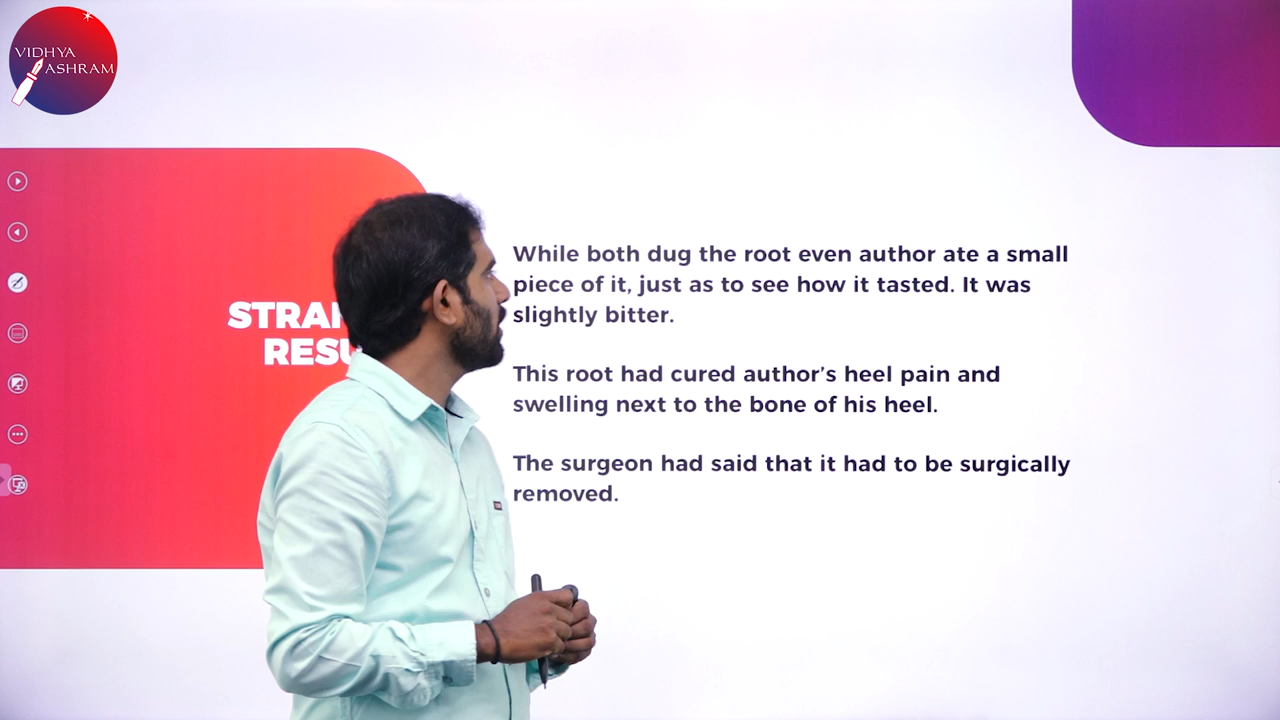 VIDHYA
ASHRAM
While both dug the root even author ate a small
piece of it, just as to see how it tasted. It was
slightly bitter.
This root had cured author's heel pain and
swelling next to the bone of his heel.
The surgeon had said that it had to be surgically
removed.